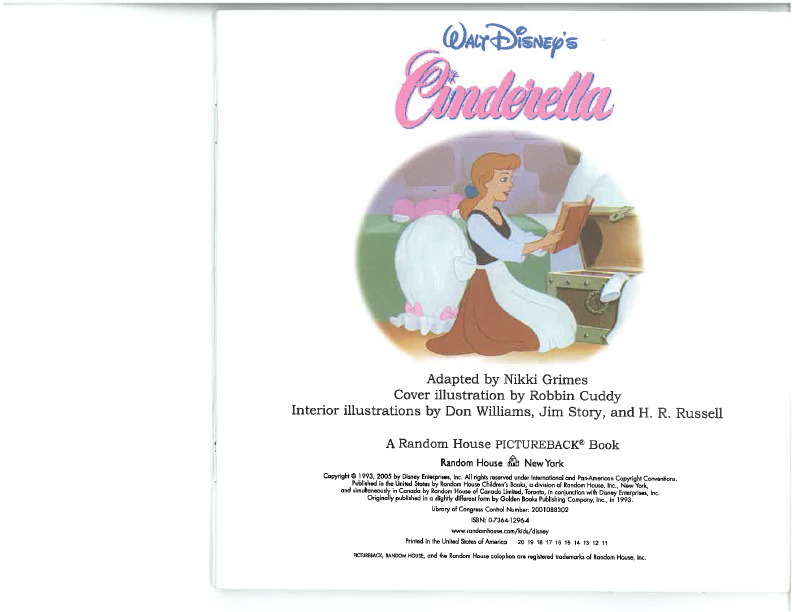 WALT DISNEY'S
Cinderella
Adapted by Nikki Grimes
Cover illustration by Robbin Cuddy
Interior illustrations by Don Williams, Jim Story, and H. R. Russell
A Random House PICTUREBACK® Book
Random House New York
Copyright © 1993, 2005 by Disney Enterprises, Inc. All rights reserved under International and Pan-American Copyright Conventions.
Published in the United States by Random House Children's Books, a division of Random House, Inc., New York,
and simultaneously in Canada by Random House of Canada Limited, Toronto, in conjunction with Disney Enterprises, Inc.
Originally published in a slightly different form by Golden Books Publishing Company, Inc., in 1993.
Library of Congress Control Number: 2001088302
ISBN: 0-7364-1296-4
www.randomhouse.com/kids/disney
Printed in the United States of America 20 19 18 17 16 15 14 13 12 11
PICTUREBACK, RANDOM HOUSE, and the Random House colophon are registered trademarks of Random House, Inc.